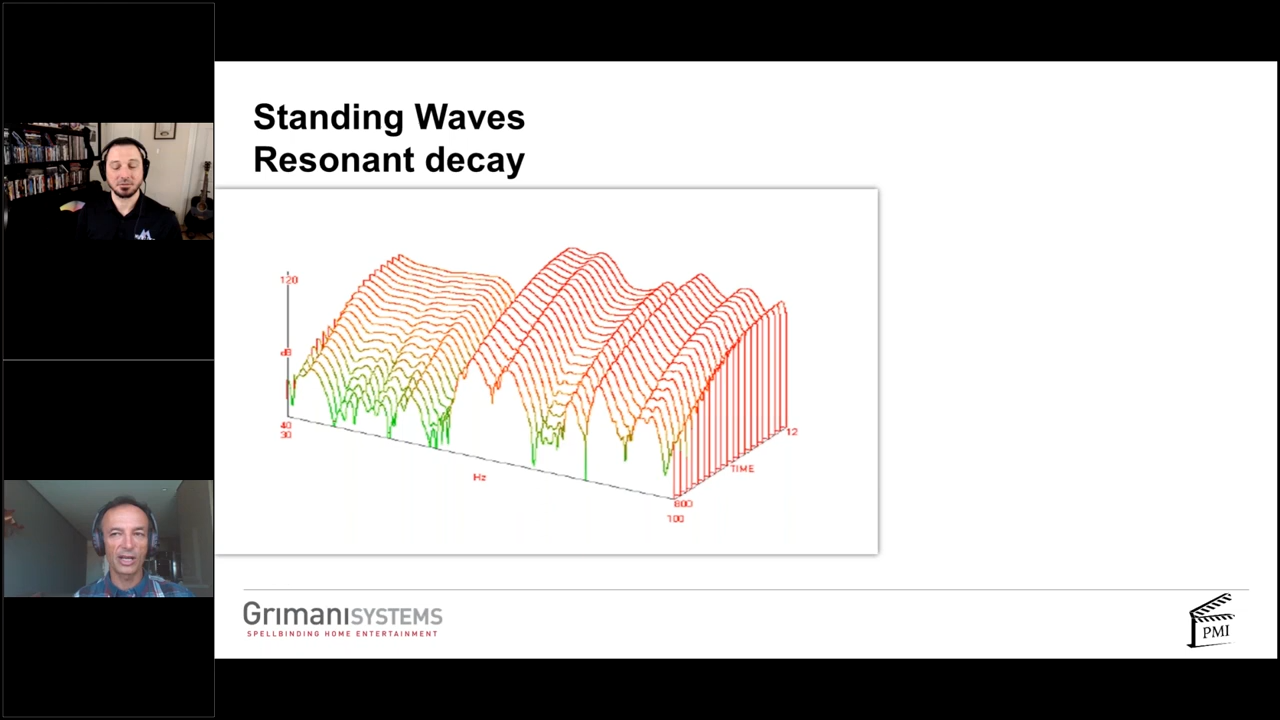 Standing Waves
Resonant decay
120
dB
40
30
Hz
12
TIME
800
100
GrimaniSYSTEMS
SPELLBINDING HOME ENTERTAINMENT
PMI